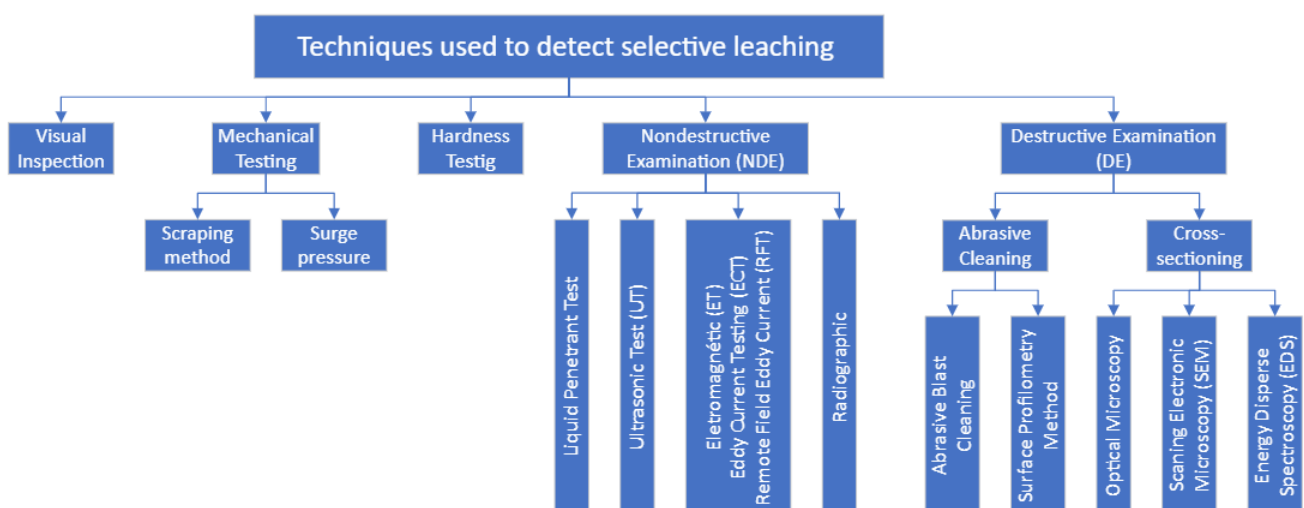 Techniques used to detect selective leaching
Visual
Inspection
Mechanical
Testing
Hardness
Testig
Nondestructive
Examination (NDE)
Destructive Examination
(DE)
Scraping
method
Surge
pressure
Liquid Penetrant Test
Ultrasonic Test (UT)
Eletromagnétic (ET)
Eddy Current Testing (ECT)
Remote Field Eddy Current (RFT)
Radiographic
Abrasive
Cleaning
Cross-
sectioning
Abrasive Blast
Cleaning
Surface Profilometry
Method
Optical Microscopy
Scaning Electronic
Microscopy (SEM)
Energy Disperse
Spectroscopy (EDS)